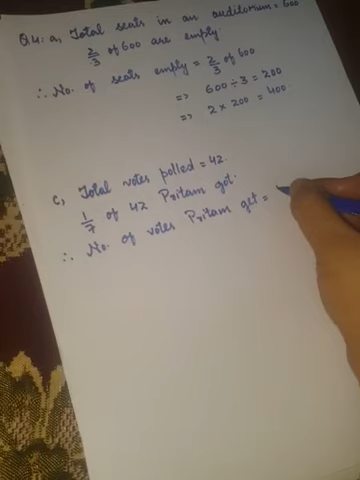 Q4: a, Total seats in an auditorium = 600
2/3 of 600 are empty.
∴ No. of seats empty = 2/3 of 600
=> 600 ÷ 3 = 200
=> 2 × 200 = 400.
c, Total votes polled = 42.
1/7 of 42 Pritam got.
∴ No. of votes Pritam get =